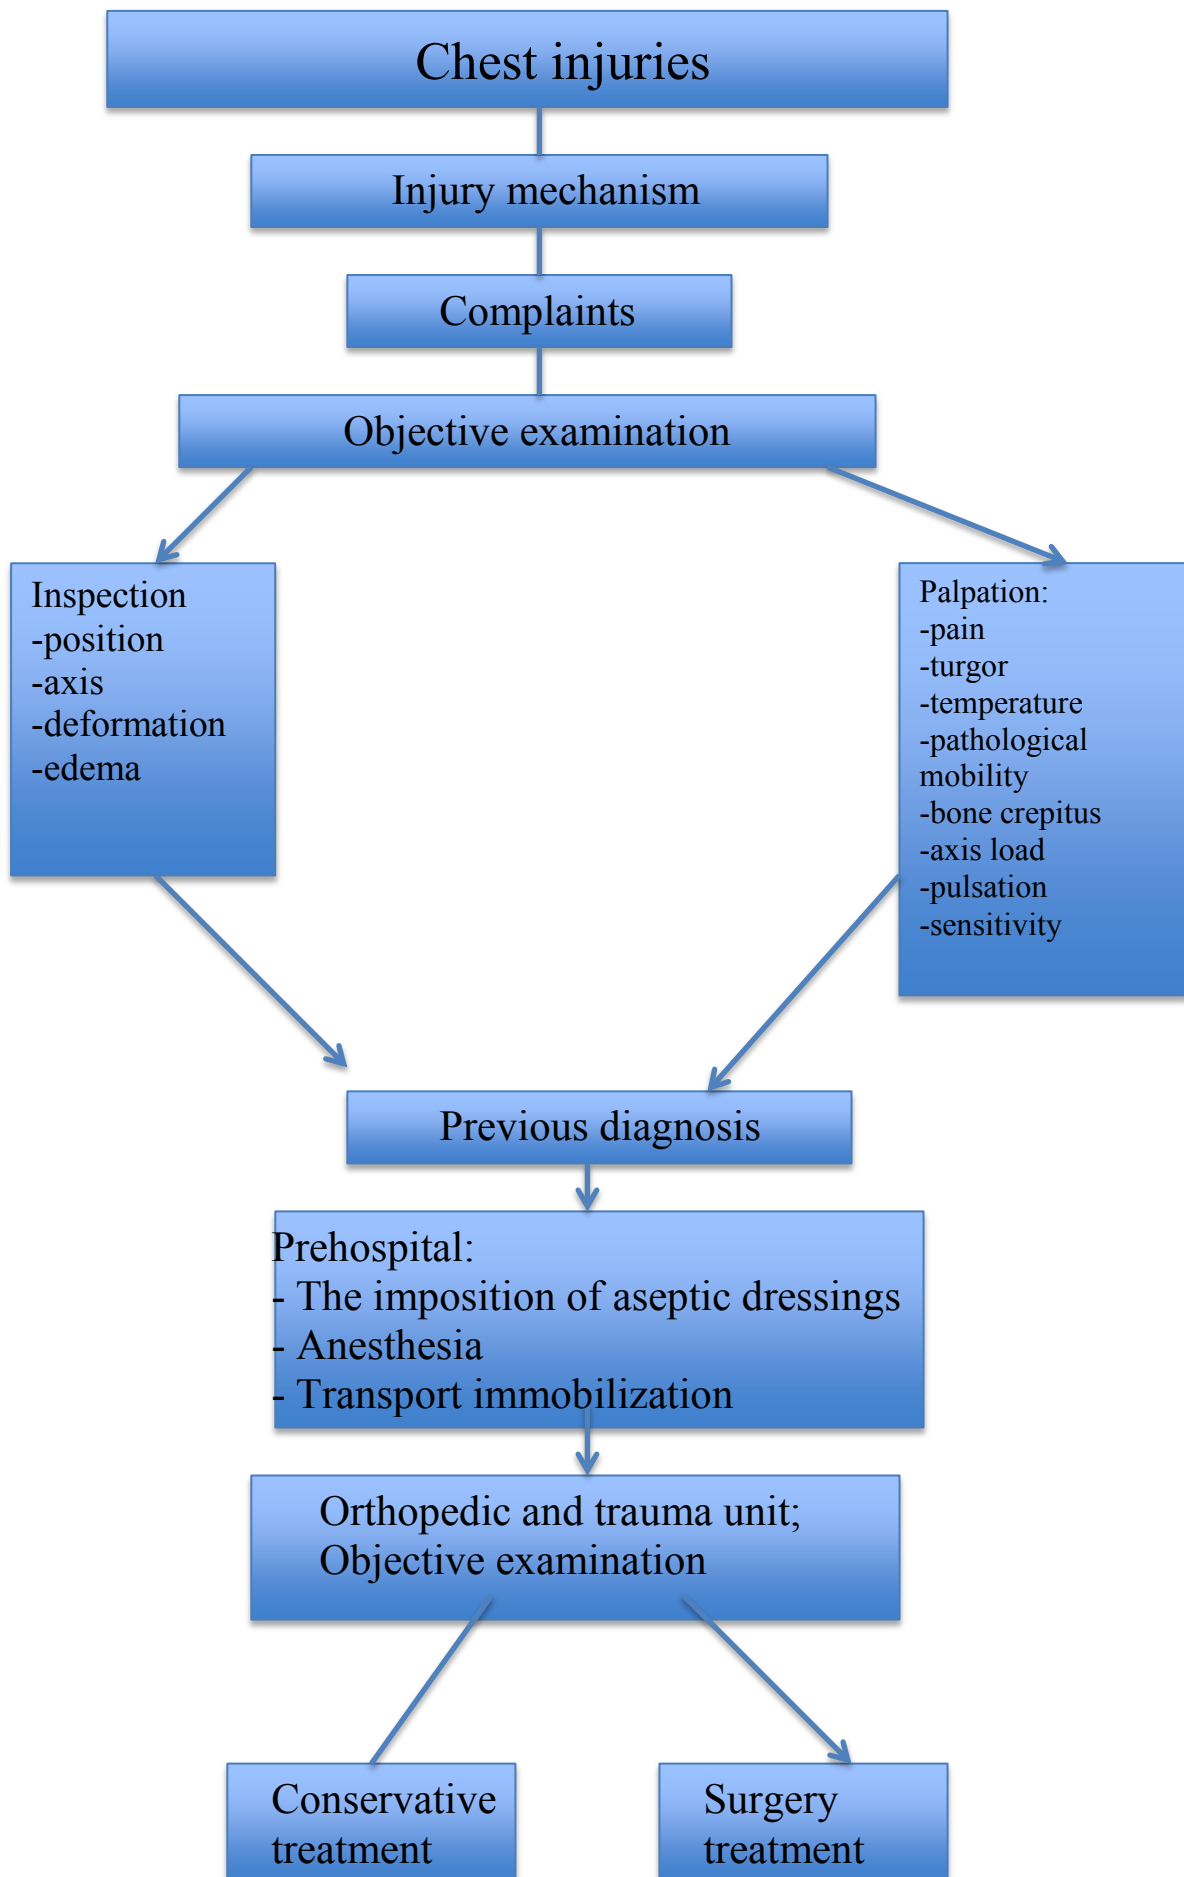 Chest injuries
Injury mechanism
Complaints
Objective examination
Inspection
-position
-axis
-deformation
-edema
Palpation:
-pain
-turgor
-temperature
-pathological
mobility
-bone crepitus
-axis load
-pulsation
-sensitivity
Previous diagnosis
Prehospital:
- The imposition of aseptic dressings
- Anesthesia
- Transport immobilization
Orthopedic and trauma unit;
Objective examination
Conservative
treatment
Surgery
treatment